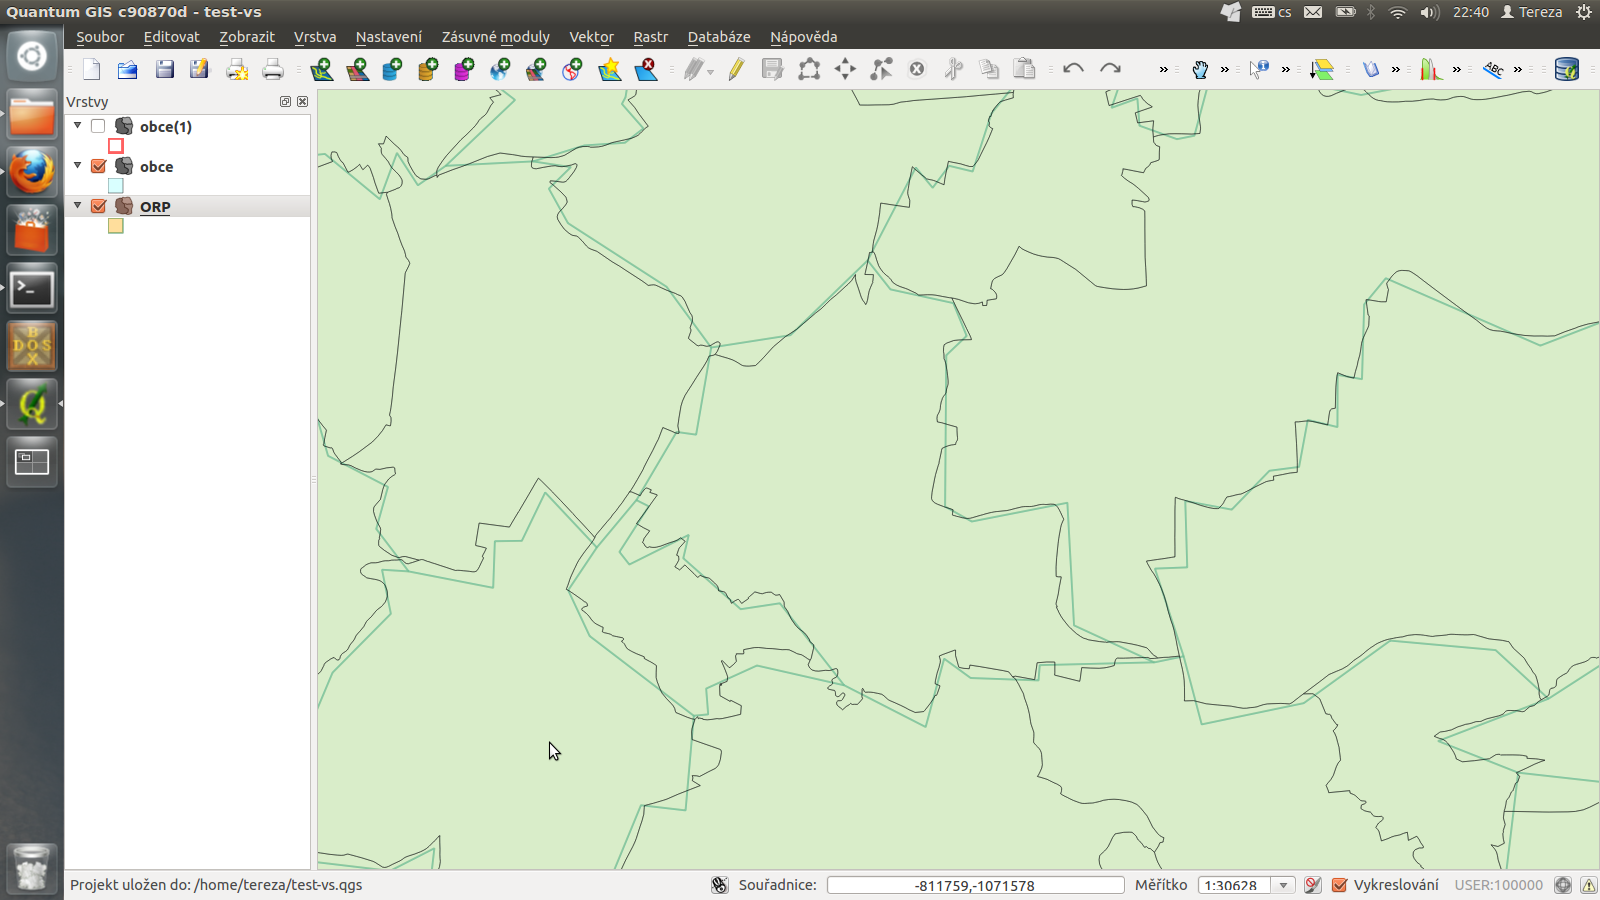 Quantum GIS c90870d - test-vs
cs
22:40
Tereza
Soubor Editovat Zobrazit Vrstva Nastavení Zásuvné moduly Vektor Rastr Databáze Nápověda
ABC
Vrstvy
obce(1)
obce
ORP
B
DOS
X
Projekt uložen do: /home/tereza/test-vs.qgs
Souřadnice: -811759,-1071578
Měřítko 1:30628
Vykreslování
USER:100000